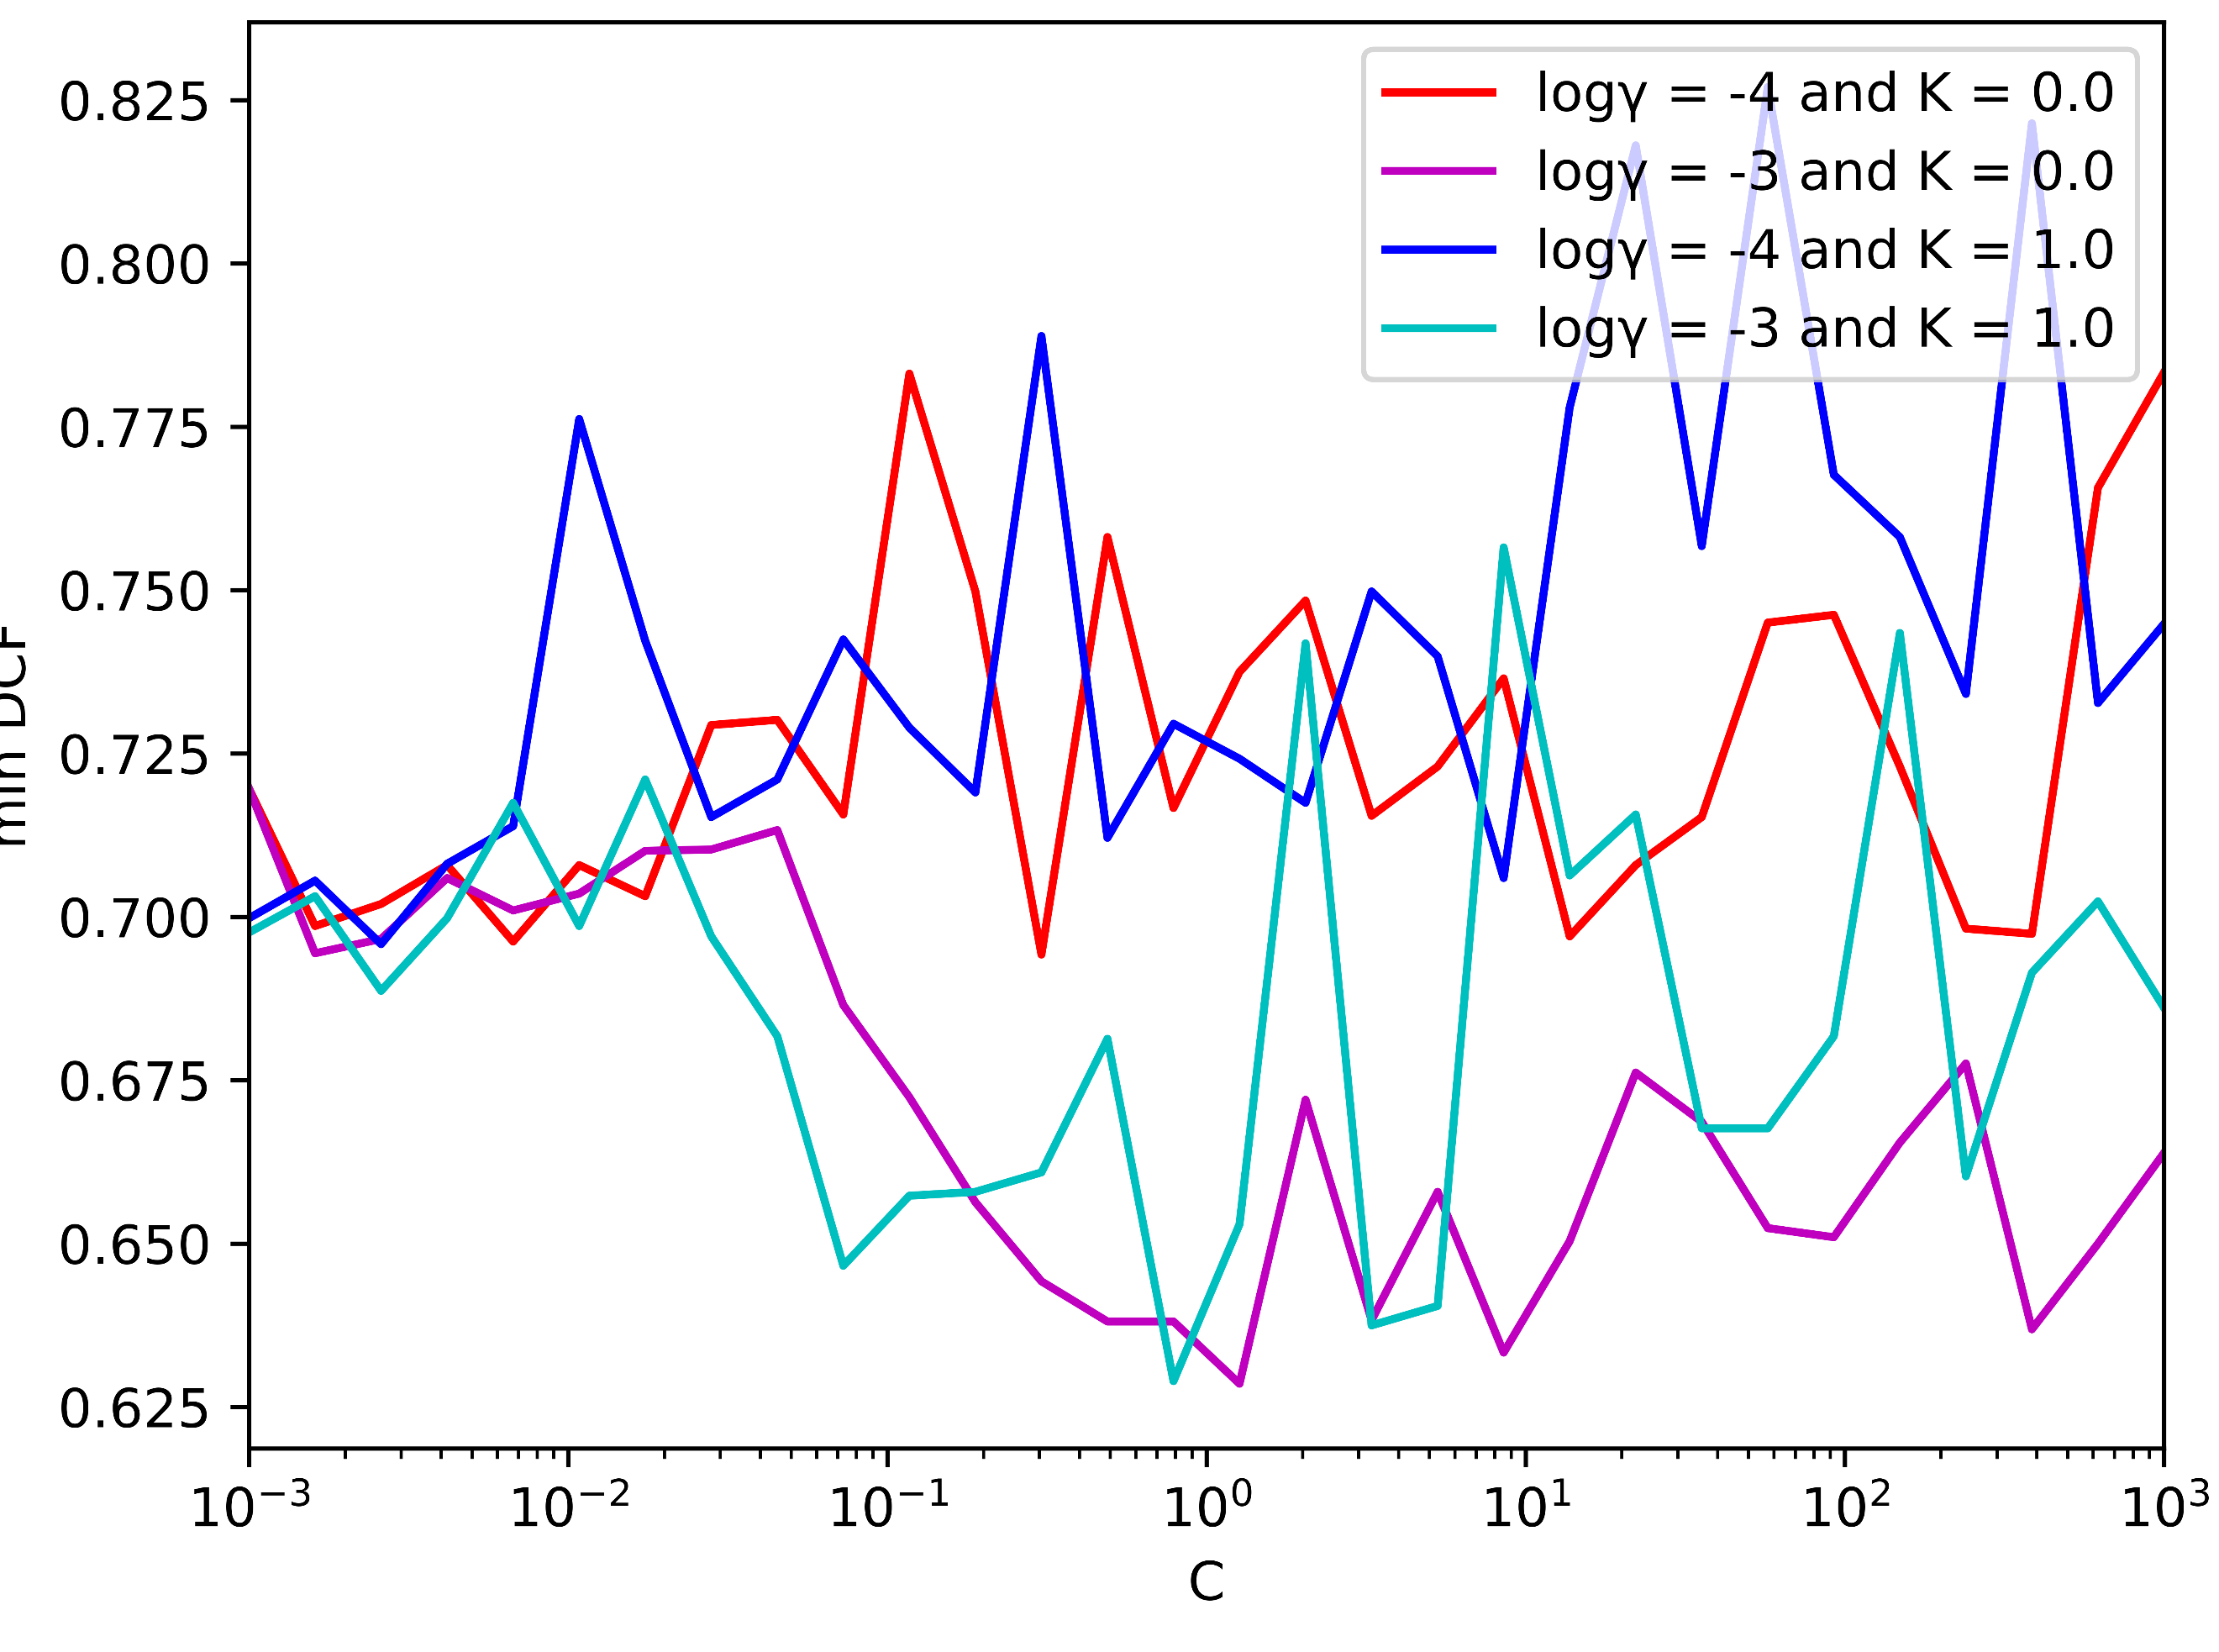 0.825
0.800
0.775
0.750
0.725
0.700
0.675
0.650
0.625
min DCF
10⁻³ 10⁻² 10⁻¹ 10⁰ 10¹ 10² 10³
C
logγ = -4 and K = 0.0
logγ = -3 and K = 0.0
logγ = -4 and K = 1.0
logγ = -3 and K = 1.0